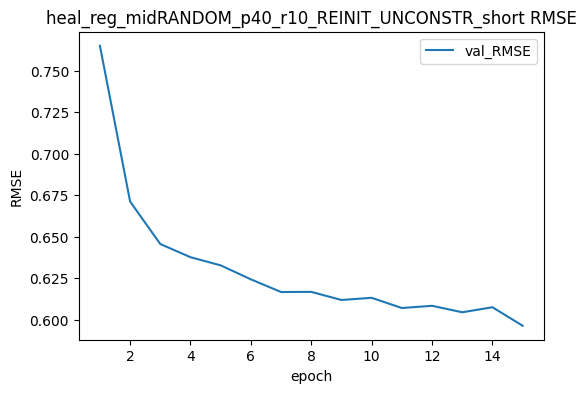 heal_reg_midRANDOM_p40_r10_REINIT_UNCONSTR_short RMSE
val_RMSE
0.750
0.725
0.700
0.675
0.650
0.625
0.600
RMSE
2 4 6 8 10 12 14
epoch